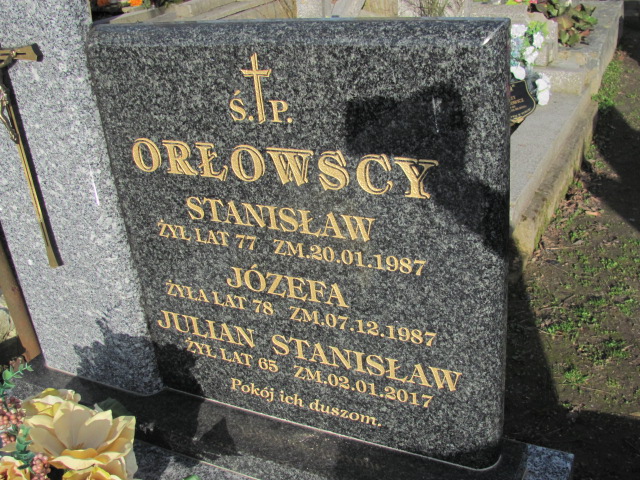 Ś. P.
ORŁOWSCY
STANISŁAW
ŻYŁ LAT 77 ZM.20.01.1987
JÓZEFA
ŻYŁA LAT 78 ZM.07.12.1987
JULIAN STANISŁAW
ŻYŁ LAT 65 ZM.02.01.2017
Pokój ich duszom.